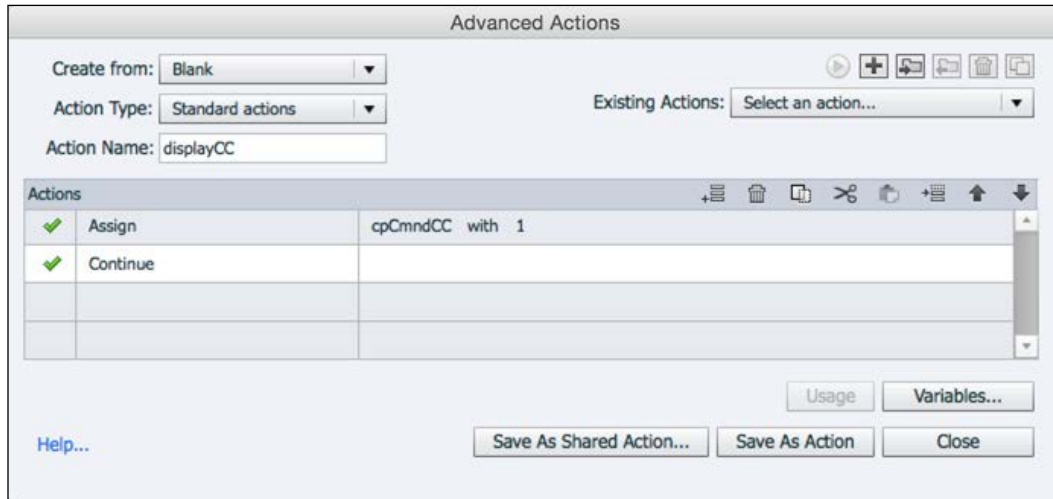 Advanced Actions
Create from: Blank
Action Type: Standard actions
Existing Actions: Select an action...
Action Name: displayCC
Actions
Assign cpCmndCC with 1
Continue
Usage Variables...
Help... Save As Shared Action... Save As Action Close